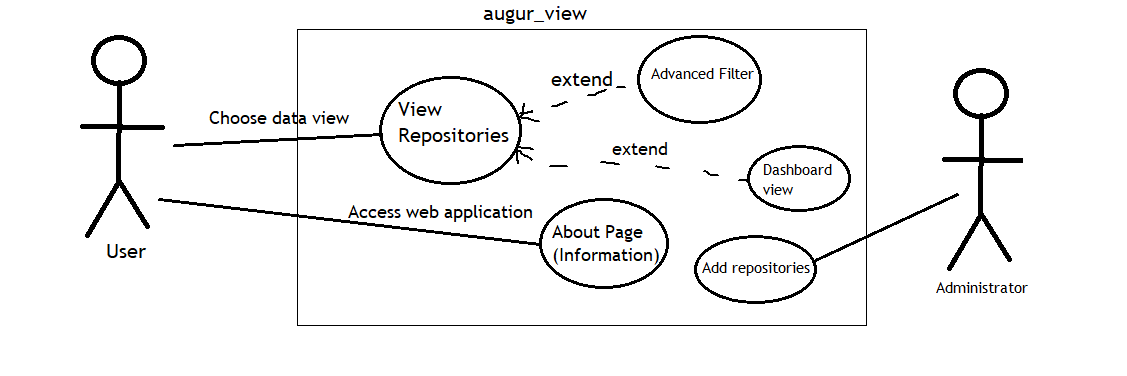 augur_view
Advanced Filter
extend
View
Repositories
Choose data view
extend
Dashboard
view
Access web application
About Page
(Information)
User
Add repositories
Administrator